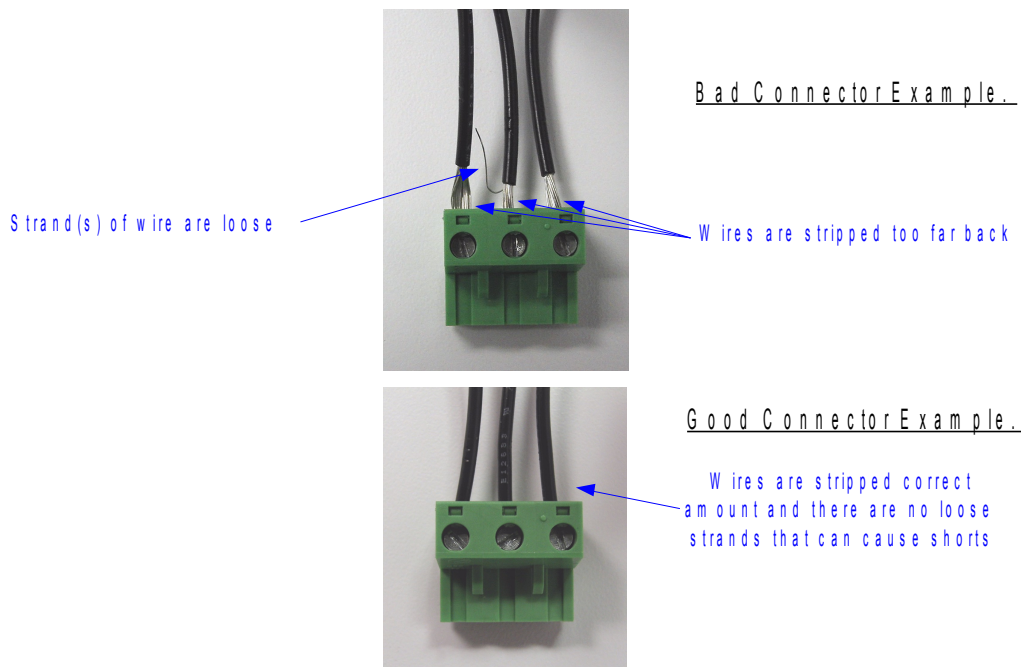 Bad Connector Example.
Strand(s) of wire are loose
Wires are stripped too far back
Good Connector Example.
Wires are stripped correct
amount and there are no loose
strands that can cause shorts